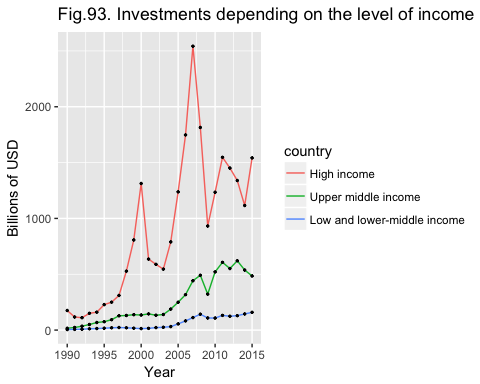 Fig.93. Investments depending on the level of income
Billions of USD
2000
1000
0
1990 1995 2000 2005 2010 2015
Year
country
High income
Upper middle income
Low and lower-middle income